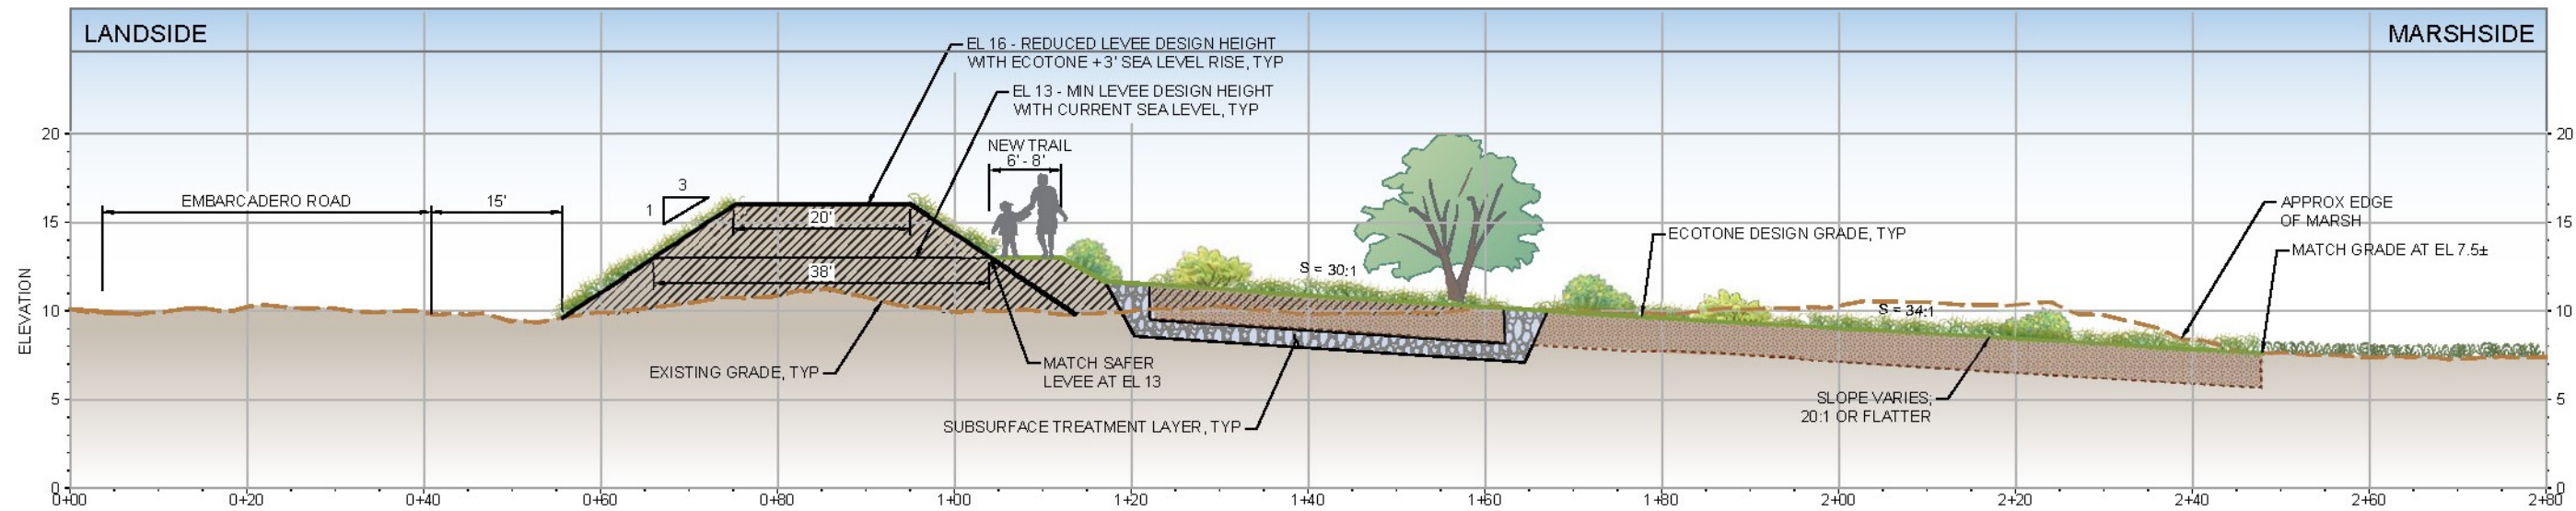 LANDSIDE
MARSHSIDE
EL 16 - REDUCED LEVEE DESIGN HEIGHT
WITH ECOTONE +3' SEA LEVEL RISE, TYP
EL 13 - MIN LEVEE DESIGN HEIGHT
WITH CURRENT SEA LEVEL, TYP
NEW TRAIL
6' - 8'
EMBARCADERO ROAD
15'
3
1
20'
38'
S = 30:1
ECOTONE DESIGN GRADE, TYP
APPROX EDGE
OF MARSH
MATCH GRADE AT EL 7.5±
S = 34:1
EXISTING GRADE, TYP
MATCH SAFER
LEVEE AT EL 13
SUBSURFACE TREATMENT LAYER, TYP
SLOPE VARIES;
20:1 OR FLATTER
ELEVATION
20
15
10
5
0
20
15
10
5
0
0+00 0+20 0+40 0+60 0+80 1+00 1+20 1+40 1+60 1+80 2+00 2+20 2+40 2+60 2+80